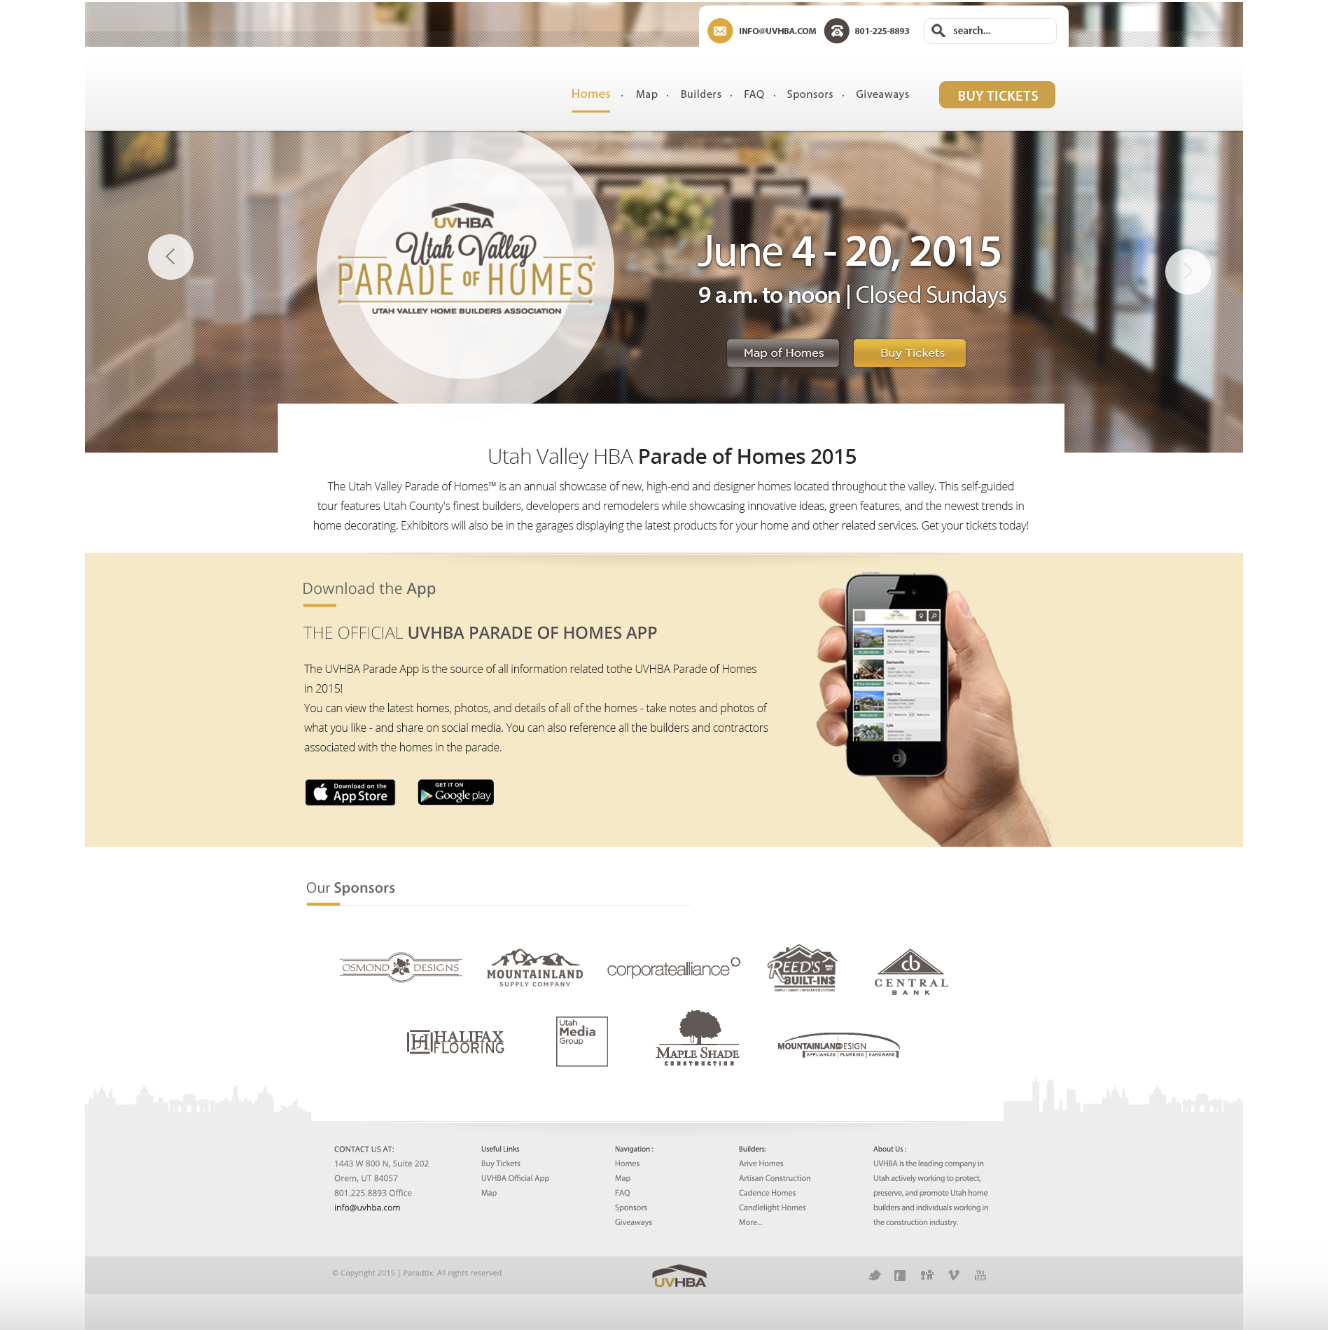 INFO@UVHBA.COM 801-225-8893 search...
Homes · Map · Builders · FAQ · Sponsors · Giveaways BUY TICKETS
UVHBA
Utah Valley
PARADE OF HOMES
UTAH VALLEY HOME BUILDERS ASSOCIATION
June 4 - 20, 2015
9 a.m. to noon | Closed Sundays
Map of Homes Buy Tickets
Utah Valley HBA Parade of Homes 2015
The Utah Valley Parade of Homes™ is an annual showcase of new, high-end and designer homes located throughout the valley. This self-guided
tour features Utah County's finest builders, developers and remodelers while showcasing innovative ideas, green features, and the newest trends in
home decorating. Exhibitors will also be in the garages displaying the latest products for your home and other related services. Get your tickets today!
Download the App
THE OFFICIAL UVHBA PARADE OF HOMES APP
The UVHBA Parade App is the source of all information related tothe UVHBA Parade of Homes
in 2015!
You can view the latest homes, photos, and details of all of the homes - take notes and photos of
what you like - and share on social media. You can also reference all the builders and contractors
associated with the homes in the parade.
Download on the
App Store
GET IT ON
Google play
Inspiration
Jasmine
Lyla
Our Sponsors
OSMOND DESIGNS
MOUNTAINLAND
SUPPLY COMPANY
corporatealliance
REED'S
BUILT-INS
cb
CENTRAL
BANK
HALIFAX
FLOORING
Utah
Media
Group
MAPLE SHADE
CONSTRUCTION
MOUNTAINLAND DESIGN
APPLIANCES | PLUMBING | HARDWARE
CONTACT US AT:
1443 W 800 N, Suite 202
Orem, UT 84057
801.225.8893 Office
info@uvhba.com
Useful Links
Buy Tickets
UVHBA Official App
Map
Navigation :
Homes
Map
FAQ
Sponsors
Giveaways
Builders:
Arive Homes
Artisan Construction
Cadence Homes
Candlelight Homes
More...
About Us :
UVHBA is the leading company in
Utah actively working to protect,
preserve, and promote Utah home
builders and individuals working in
the construction industry.
© Copyright 2015 | Paradtix. All rights reserved
UVHBA